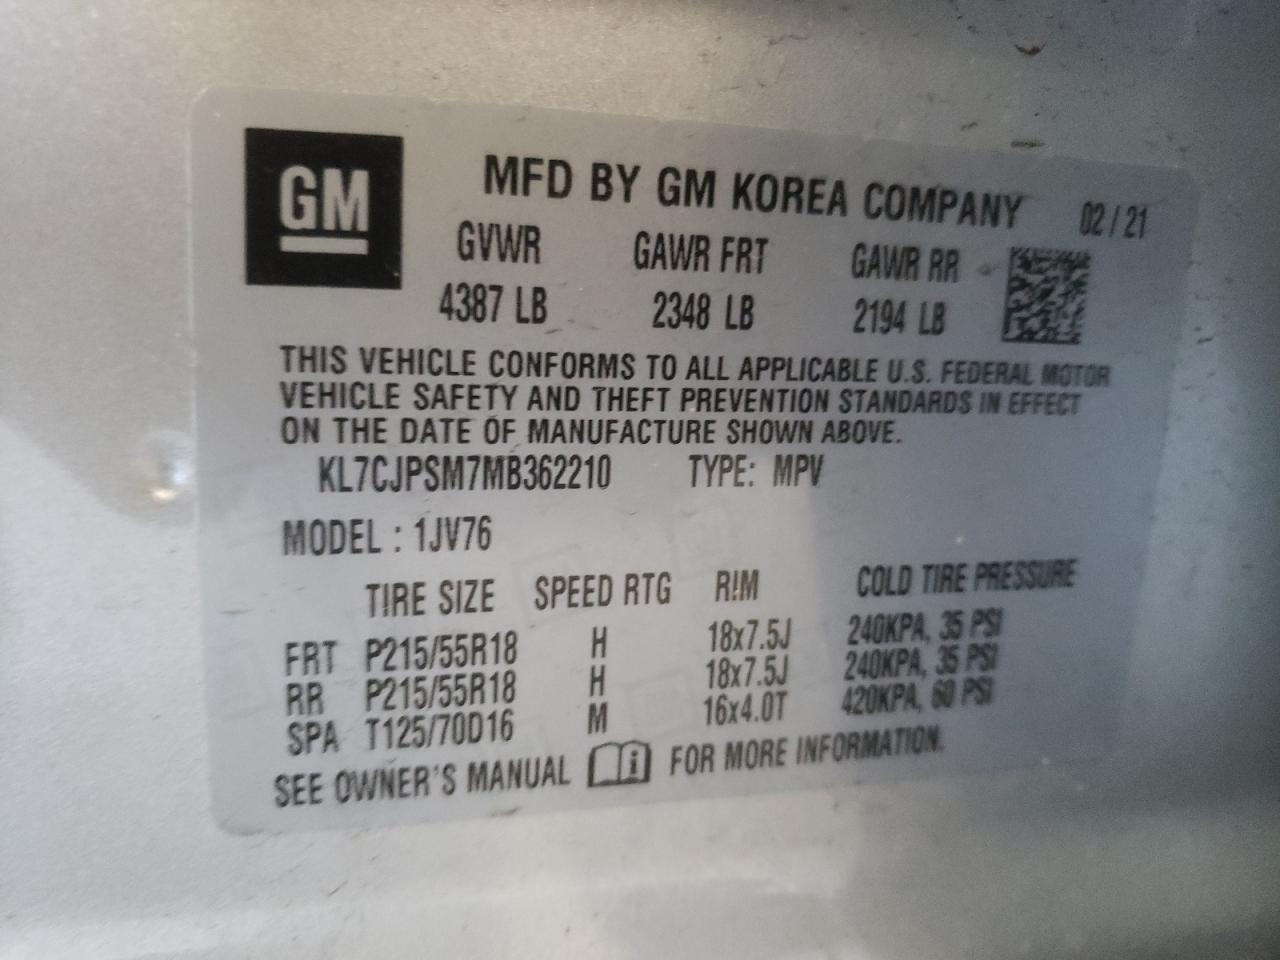 GM
MFD BY GM KOREA COMPANY 02/21
GVWR GAWR FRT GAWR RR
4387 LB 2348 LB 2194 LB
THIS VEHICLE CONFORMS TO ALL APPLICABLE U.S. FEDERAL MOTOR
VEHICLE SAFETY AND THEFT PREVENTION STANDARDS IN EFFECT
ON THE DATE OF MANUFACTURE SHOWN ABOVE.
KL7CJPSM7MB362210 TYPE: MPV
MODEL : 1JV76
TIRE SIZE SPEED RTG RIM COLD TIRE PRESSURE
FRT P215/55R18 H 18x7.5J 240KPA, 35 PSI
RR P215/55R18 H 18x7.5J 240KPA, 35 PSI
SPA T125/70D16 M 16x4.0T 420KPA, 60 PSI
SEE OWNER'S MANUAL i FOR MORE INFORMATION.